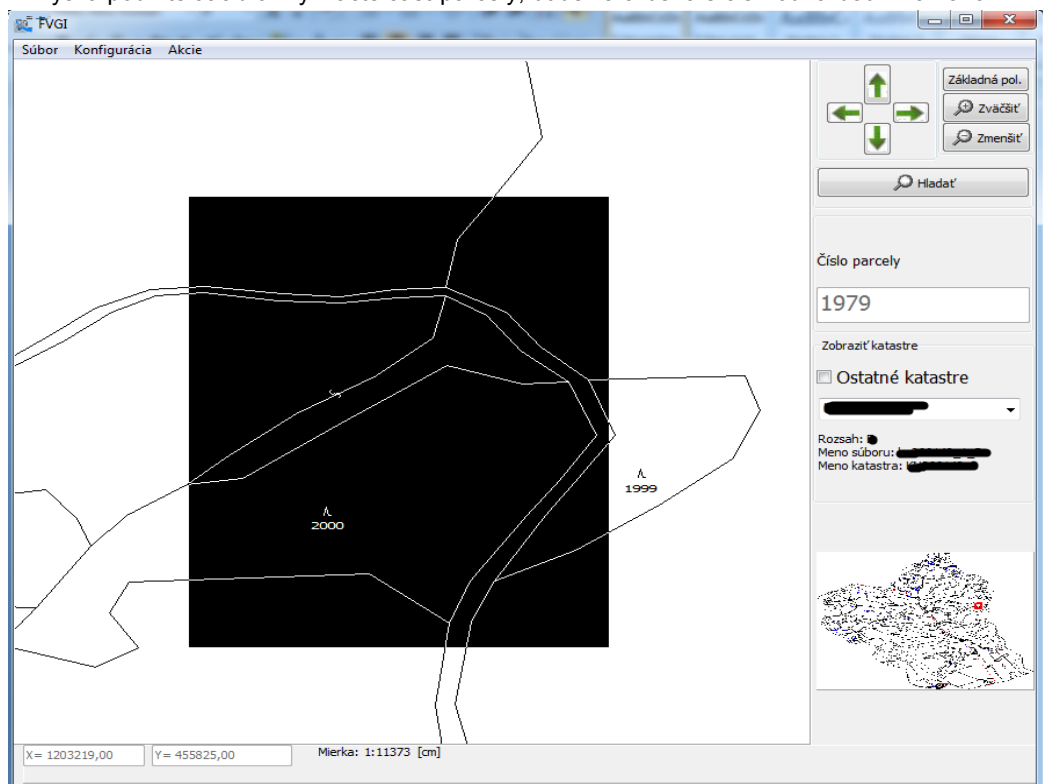 FVGI
Súbor Konfigurácia Akcie
Základná pol.
Zväčšiť
Zmenšiť
Hladať
Číslo parcely
1979
Zobraziť katastre
Ostatné katastre
Rozsah:
Meno súboru:
Meno katastra:
1999
2000
X= 1203219,00
Y= 455825,00
Mierka: 1:11373 [cm]